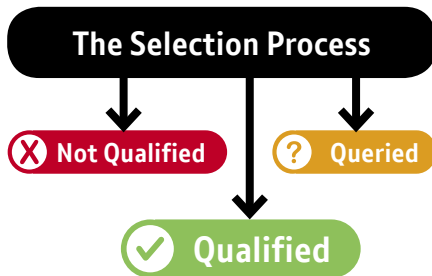 The Selection Process
X Not Qualified
? Queried
Qualified